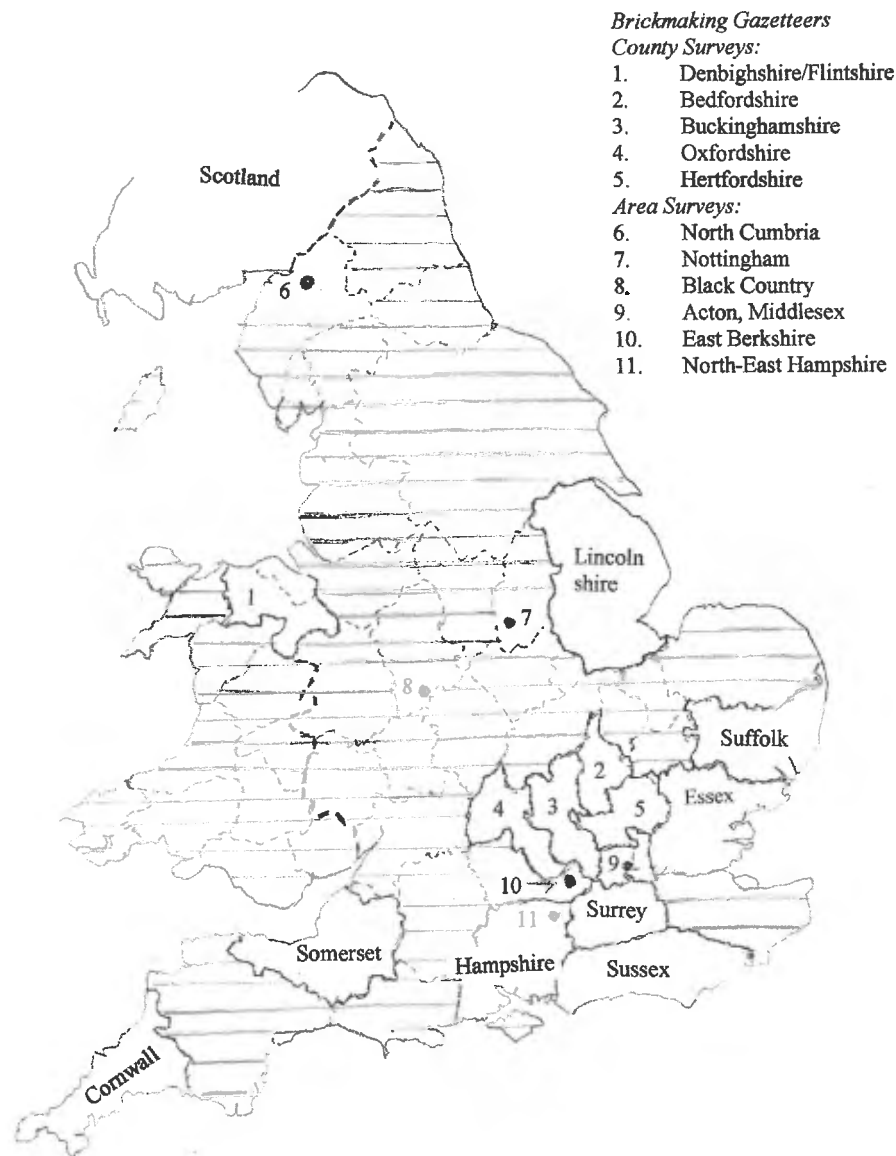 Brickmaking Gazetteers
County Surveys:
1. Denbighshire/Flintshire
2. Bedfordshire
3. Buckinghamshire
4. Oxfordshire
5. Hertfordshire
Area Surveys:
6. North Cumbria
7. Nottingham
8. Black Country
9. Acton, Middlesex
10. East Berkshire
11. North-East Hampshire
Scotland
6
Lincoln
shire
1
7
8
Suffolk
2
Essex
4
3
5
9
10
11
Surrey
Somerset
Hampshire
Sussex
Cornwall